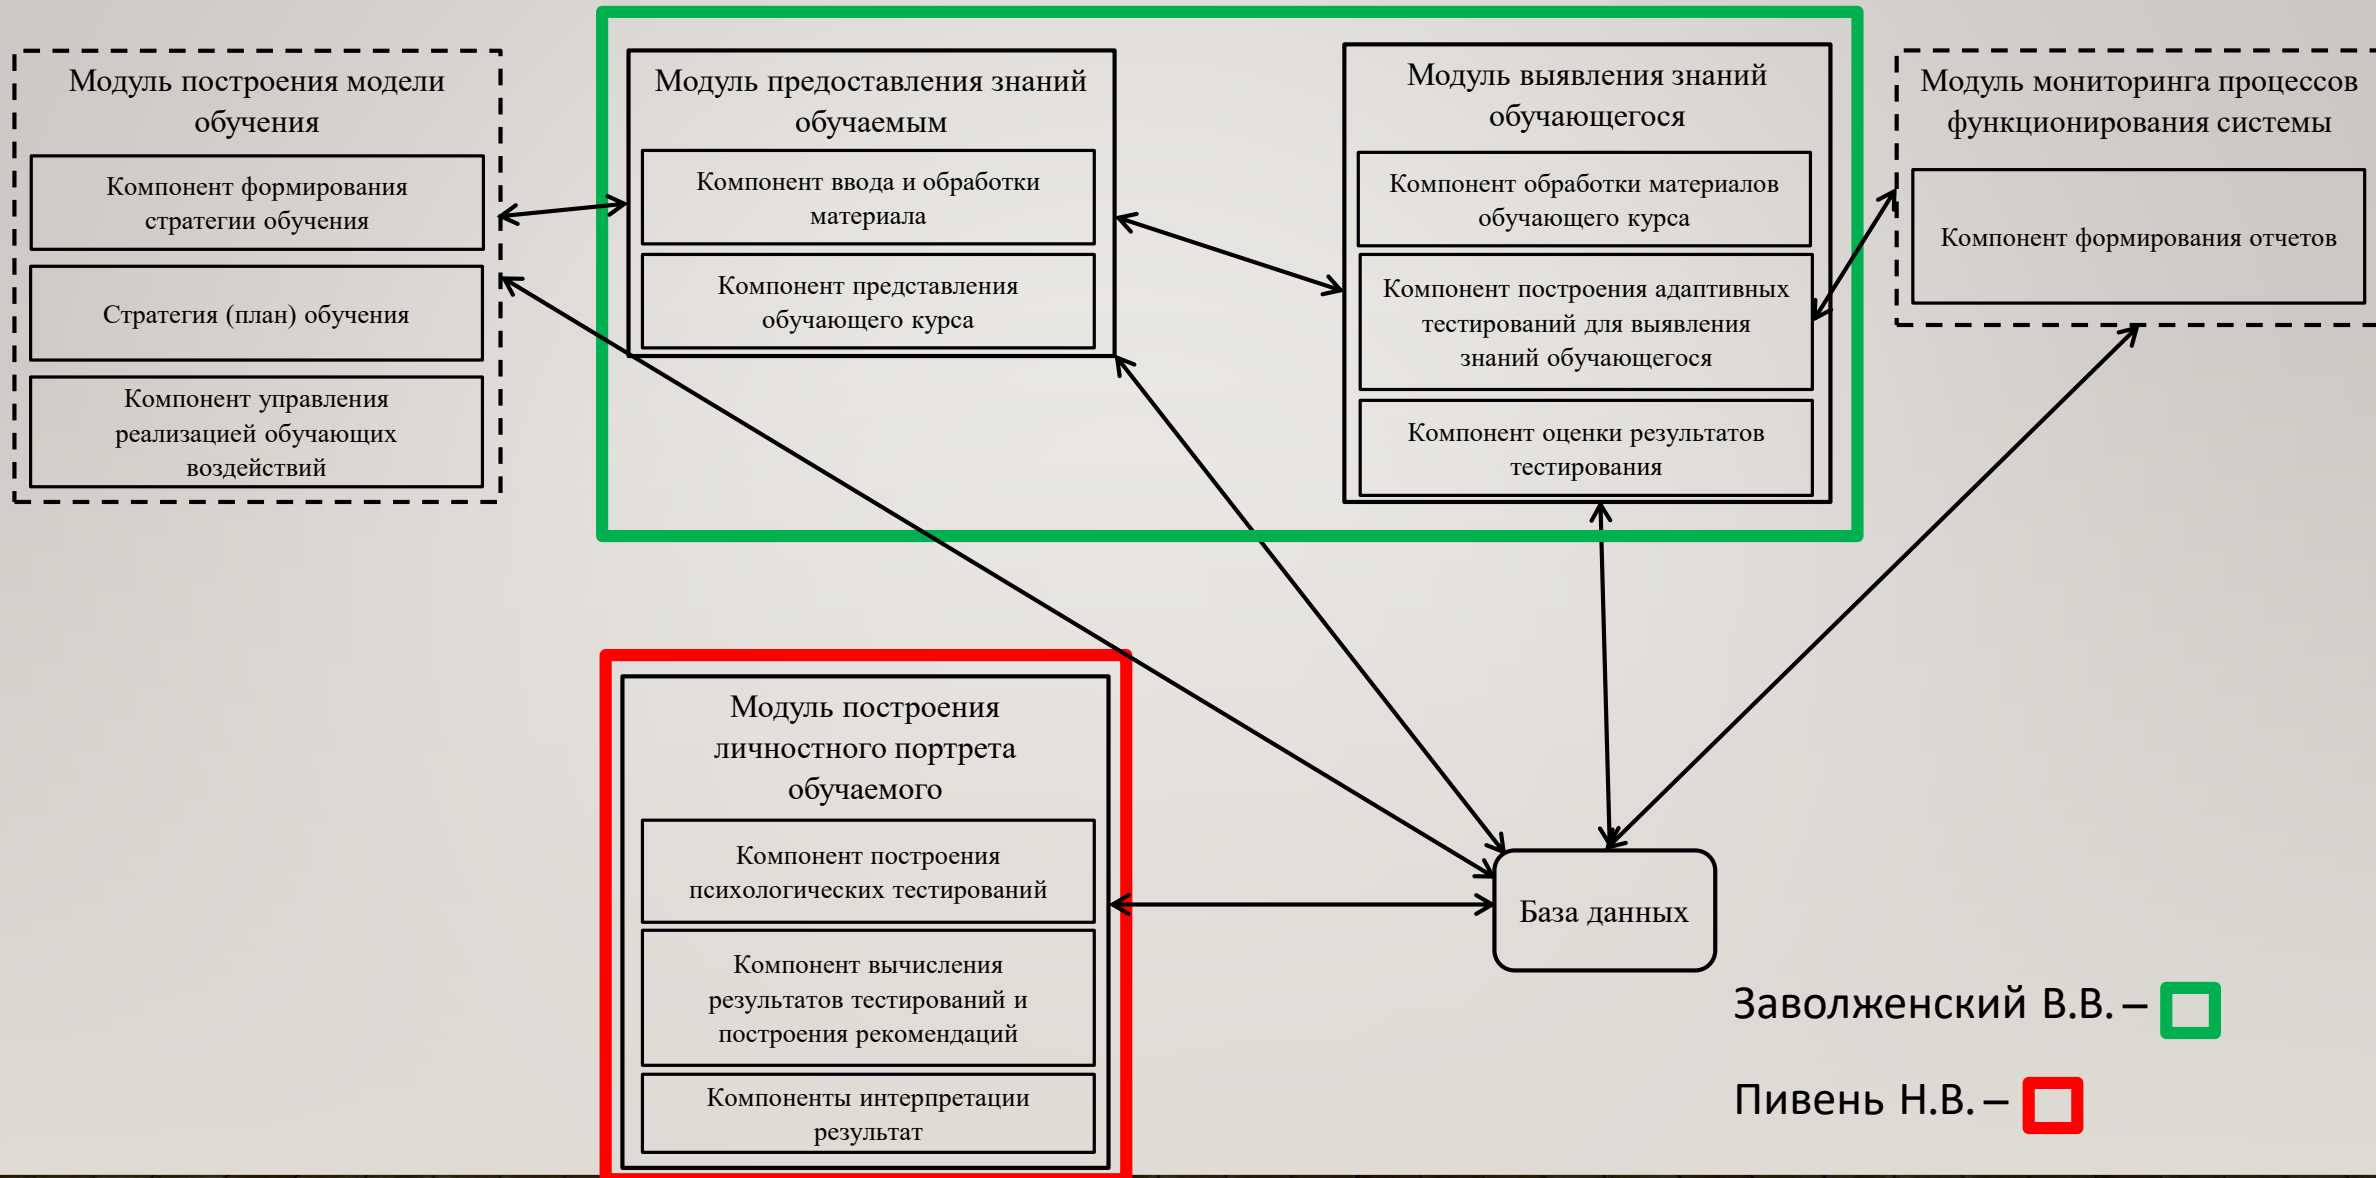 Модуль построения модели
обучения
Компонент формирования
стратегии обучения
Стратегия (план) обучения
Компонент управления
реализацией обучающих
воздействий
Модуль предоставления знаний
обучаемым
Компонент ввода и обработки
материала
Компонент представления
обучающего курса
Модуль выявления знаний
обучающегося
Компонент обработки материалов
обучающего курса
Компонент построения адаптивных
тестирований для выявления
знаний обучающегося
Компонент оценки результатов
тестирования
Модуль мониторинга процессов
функционирования системы
Компонент формирования отчетов
Модуль построения
личностного портрета
обучаемого
Компонент построения
психологических тестирований
Компонент вычисления
результатов тестирований и
построения рекомендаций
Компоненты интерпретации
результат
База данных
Заволженский В.В. –
Пивень Н.В. –